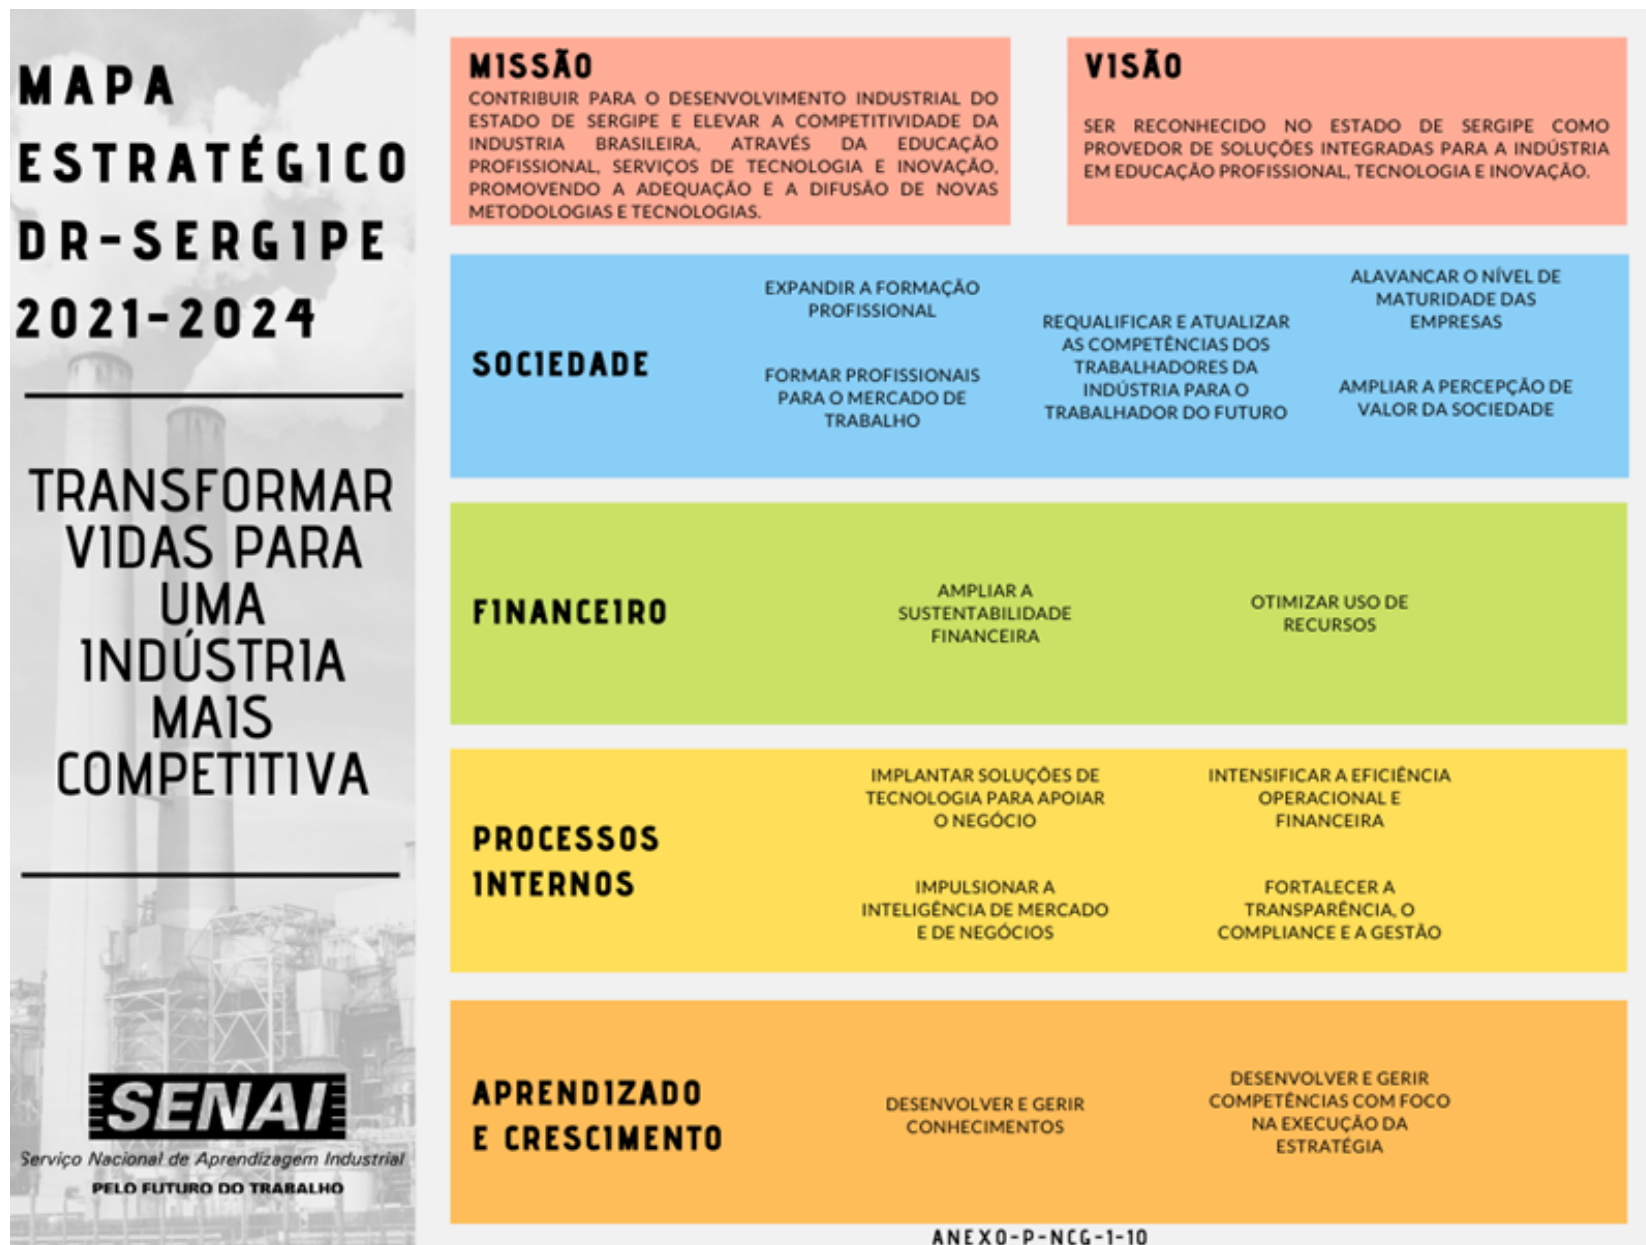 MAPA
ESTRATÉGICO
DR-SERGIPE
2021-2024
TRANSFORMAR
VIDAS PARA
UMA
INDÚSTRIA
MAIS
COMPETITIVA
SENAI
Serviço Nacional de Aprendizagem Industrial
PELO FUTURO DO TRABALHO
MISSÃO
CONTRIBUIR PARA O DESENVOLVIMENTO INDUSTRIAL DO
ESTADO DE SERGIPE E ELEVAR A COMPETITIVIDADE DA
INDUSTRIA BRASILEIRA, ATRAVÉS DA EDUCAÇÃO
PROFISSIONAL, SERVIÇOS DE TECNOLOGIA E INOVAÇÃO,
PROMOVENDO A ADEQUAÇÃO E A DIFUSÃO DE NOVAS
METODOLOGIAS E TECNOLOGIAS.
VISÃO
SER RECONHECIDO NO ESTADO DE SERGIPE COMO
PROVEDOR DE SOLUÇÕES INTEGRADAS PARA A INDÚSTRIA
EM EDUCAÇÃO PROFISSIONAL, TECNOLOGIA E INOVAÇÃO.
SOCIEDADE
EXPANDIR A FORMAÇÃO
PROFISSIONAL
FORMAR PROFISSIONAIS
PARA O MERCADO DE
TRABALHO
REQUALIFICAR E ATUALIZAR
AS COMPETÊNCIAS DOS
TRABALHADORES DA
INDÚSTRIA PARA O
TRABALHADOR DO FUTURO
ALAVANCAR O NÍVEL DE
MATURIDADE DAS
EMPRESAS
AMPLIAR A PERCEPÇÃO DE
VALOR DA SOCIEDADE
FINANCEIRO
AMPLIAR A
SUSTENTABILIDADE
FINANCEIRA
OTIMIZAR USO DE
RECURSOS
PROCESSOS
INTERNOS
IMPLANTAR SOLUÇÕES DE
TECNOLOGIA PARA APOIAR
O NEGÓCIO
INTENSIFICAR A EFICIÊNCIA
OPERACIONAL E
FINANCEIRA
IMPULSIONAR A
INTELIGÊNCIA DE MERCADO
E DE NEGÓCIOS
FORTALECER A
TRANSPARÊNCIA, O
COMPLIANCE E A GESTÃO
APRENDIZADO
E CRESCIMENTO
DESENVOLVER E GERIR
CONHECIMENTOS
DESENVOLVER E GERIR
COMPETÊNCIAS COM FOCO
NA EXECUÇÃO DA
ESTRATÉGIA
ANEXO-P-NCG-1-10